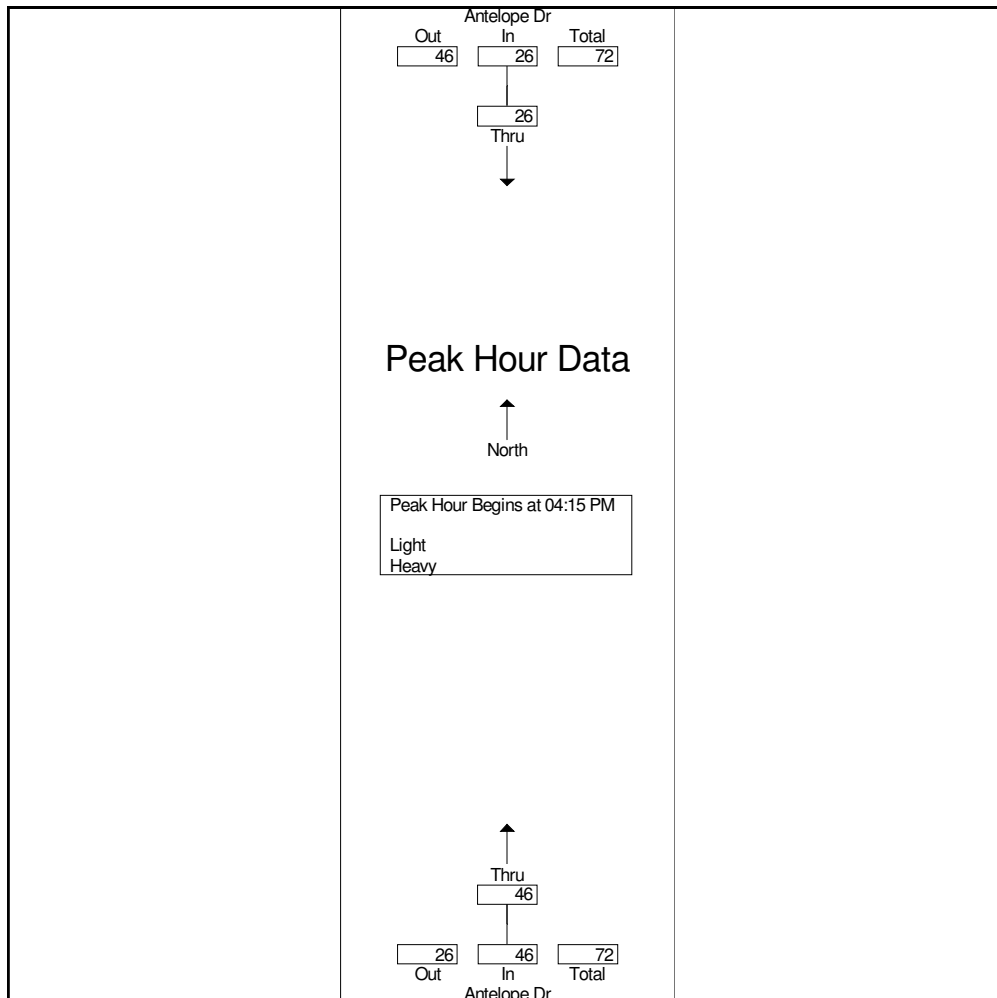 Antelope Dr
Out In Total
46 26 72
26
Thru
Peak Hour Data
North
Peak Hour Begins at 04:15 PM
Light
Heavy
Thru
46
26 46 72
Out In Total
Antelope Dr